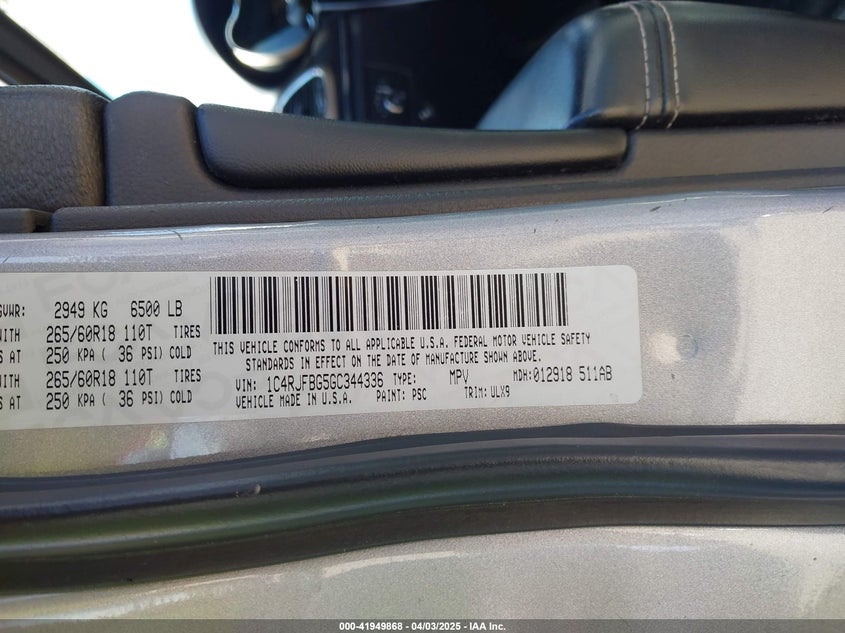 GVWR: 2949 KG 6500 LB
WITH 265/60R18 110T TIRES
S AT 250 KPA ( 36 PSI) COLD
WITH 265/60R18 110T TIRES
S AT 250 KPA ( 36 PSI) COLD
THIS VEHICLE CONFORMS TO ALL APPLICABLE U.S.A. FEDERAL MOTOR VEHICLE SAFETY
STANDARDS IN EFFECT ON THE DATE OF MANUFACTURE SHOWN ABOVE.
VIN: 1C4RJFBG5GC344336 TYPE: MPV MDH:012918 511AB
VEHICLE MADE IN U.S.A. PAINT: PSC TRIM: ULX9
000-41949868 - 04/03/2025 - IAA Inc.